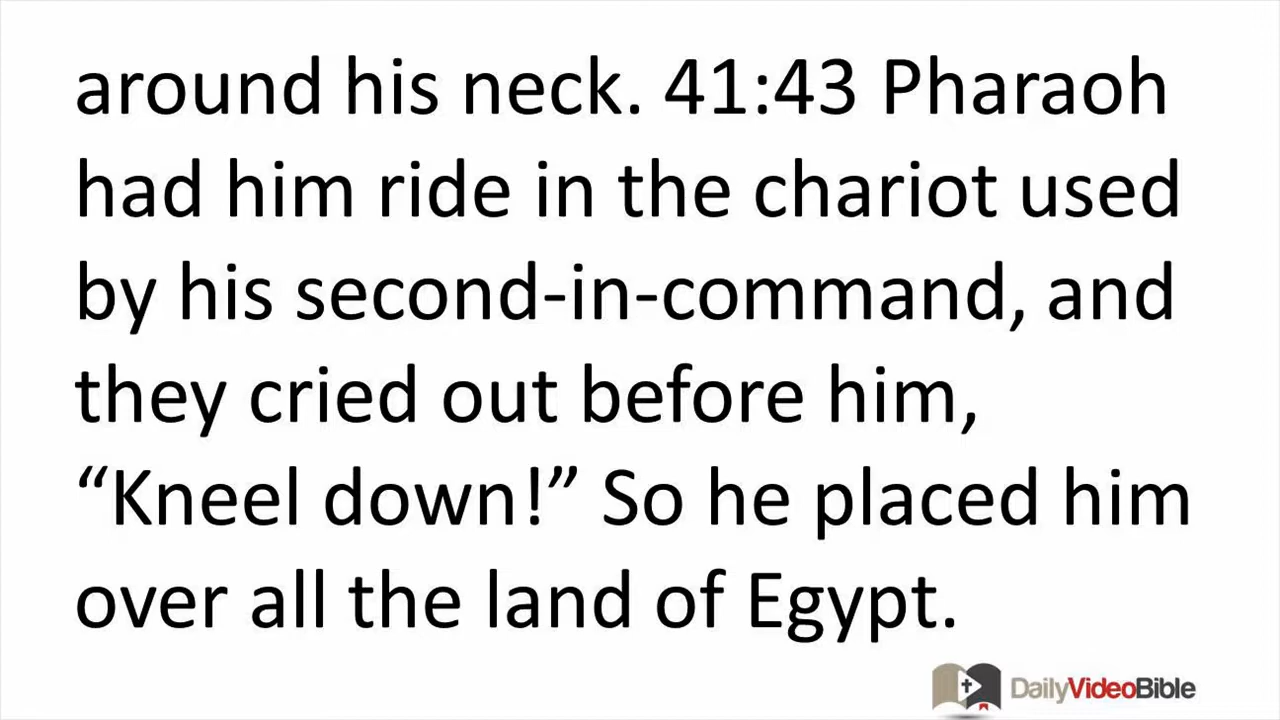 around his neck. 41:43 Pharaoh
had him ride in the chariot used
by his second-in-command, and
they cried out before him,
“Kneel down!” So he placed him
over all the land of Egypt.
DailyVideoBible